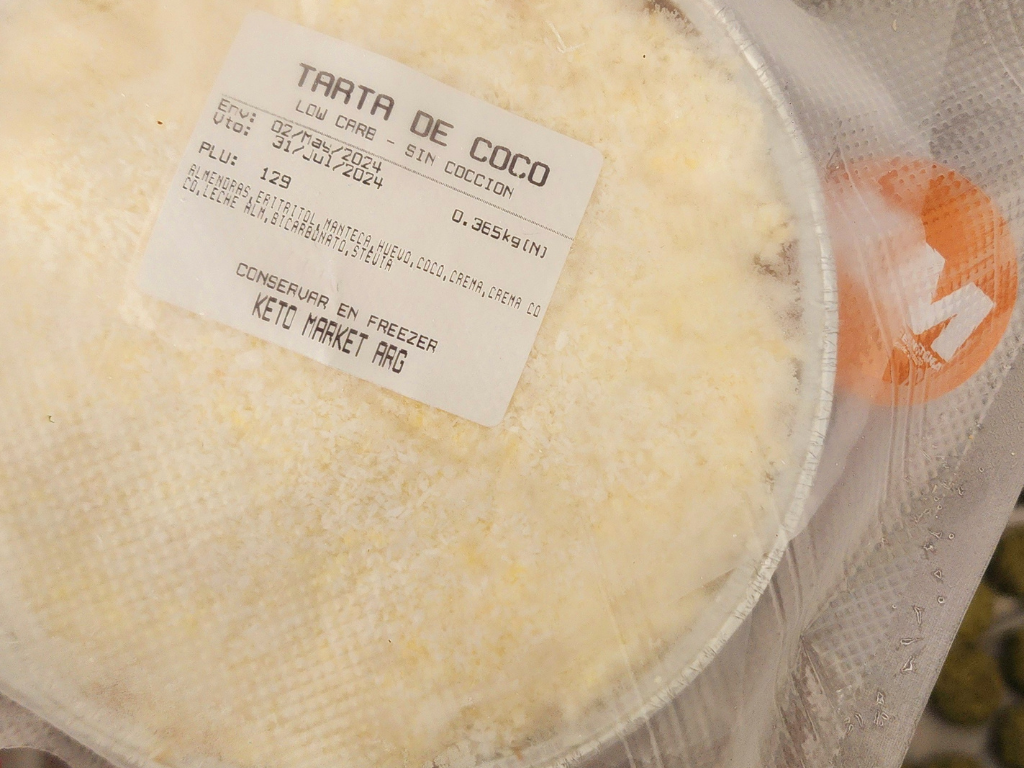 TARTA DE COCO
LOW CARB - SIN COCCION
Env: 02/May/2024
Vto: 31/Jul/2024
PLU: 129
0.365kg(N)
ALMENDRAS,ERITRITOL,MANTECA,HUEVO,COCO,CREMA,CREMA CO
CO,LECHE ALM,BICARBONATO,STEVIA
CONSERVAR EN FREEZER
KETO MARKET ARG
M